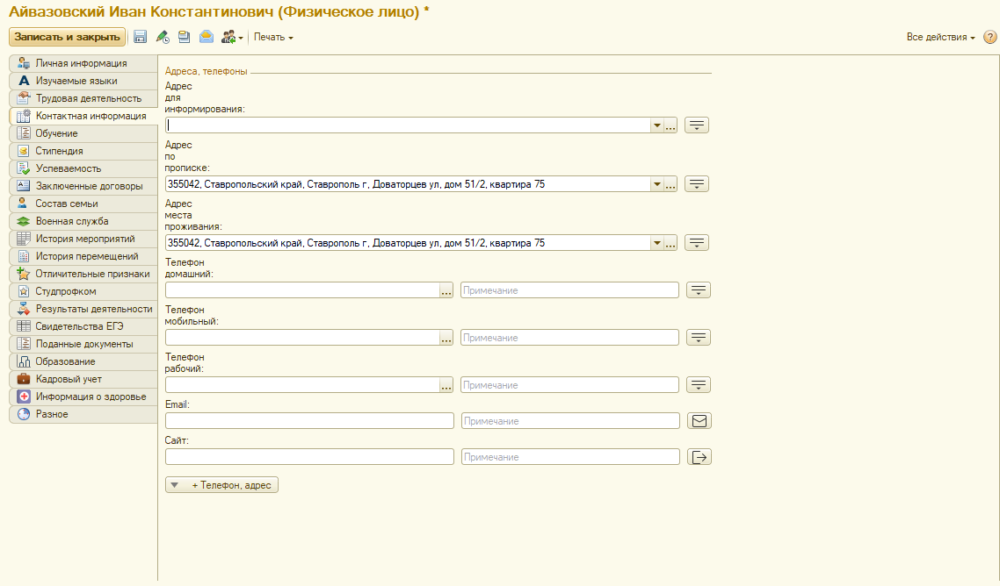 Айвазовский Иван Константинович (Физическое лицо) *
Записать и закрыть
Печать
Все действия
?
Личная информация
Изучаемые языки
Трудовая деятельность
Контактная информация
Обучение
Стипендия
Успеваемость
Заключенные договоры
Состав семьи
Военная служба
История мероприятий
История перемещений
Отличительные признаки
Студпрофком
Результаты деятельности
Свидетельства ЕГЭ
Поданные документы
Образование
Кадровый учет
Информация о здоровье
Разное
Адреса, телефоны
Адрес
для
информирования:
...
Адрес
по
прописке:
355042, Ставропольский край, Ставрополь г, Доваторцев ул, дом 51/2, квартира 75
...
Адрес
места
проживания:
355042, Ставропольский край, Ставрополь г, Доваторцев ул, дом 51/2, квартира 75
...
Телефон
домашний:
... Примечание
Телефон
мобильный:
... Примечание
Телефон
рабочий:
... Примечание
Email:
Примечание
Сайт:
Примечание
+ Телефон, адрес